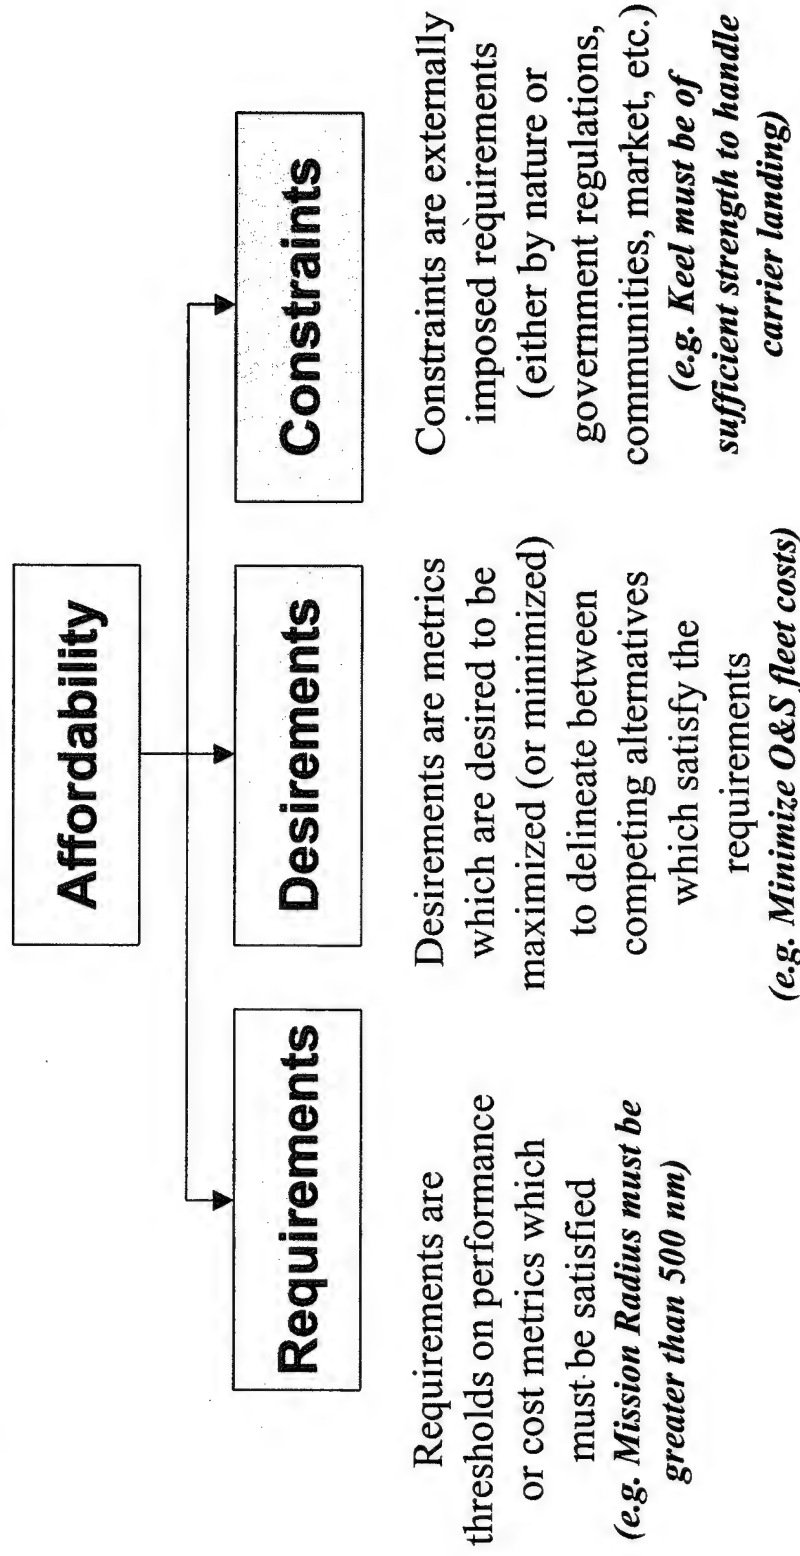 Affordability
Requirements
Desirements
Constraints
Requirements are
thresholds on performance
or cost metrics which
must be satisfied
(e.g. Mission Radius must be
greater than 500 nm)
Desirements are metrics
which are desired to be
maximized (or minimized)
to delineate between
competing alternatives
which satisfy the
requirements
(e.g. Minimize O&S fleet costs)
Constraints are externally
imposed requirements
(either by nature or
government regulations,
communities, market, etc.)
(e.g. Keel must be of
sufficient strength to handle
carrier landing)